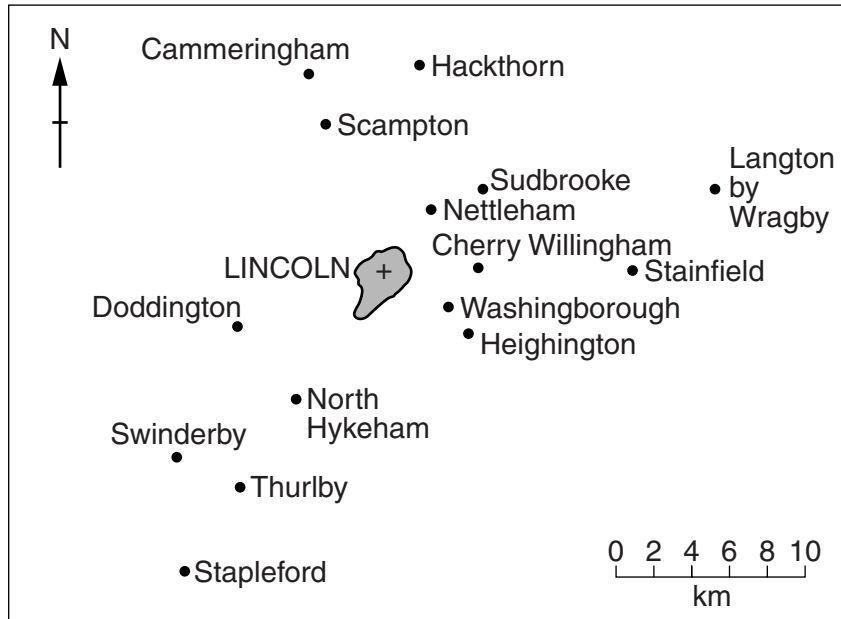 N
Cammeringham
Hackthorn
Scampton
Langton
by
Wragby
Sudbrooke
Nettleham
Cherry Willingham
LINCOLN
Stainfield
Doddington
Washingborough
Heighington
North
Hykeham
Swinderby
Thurlby
Stapleford
0 2 4 6 8 10
km